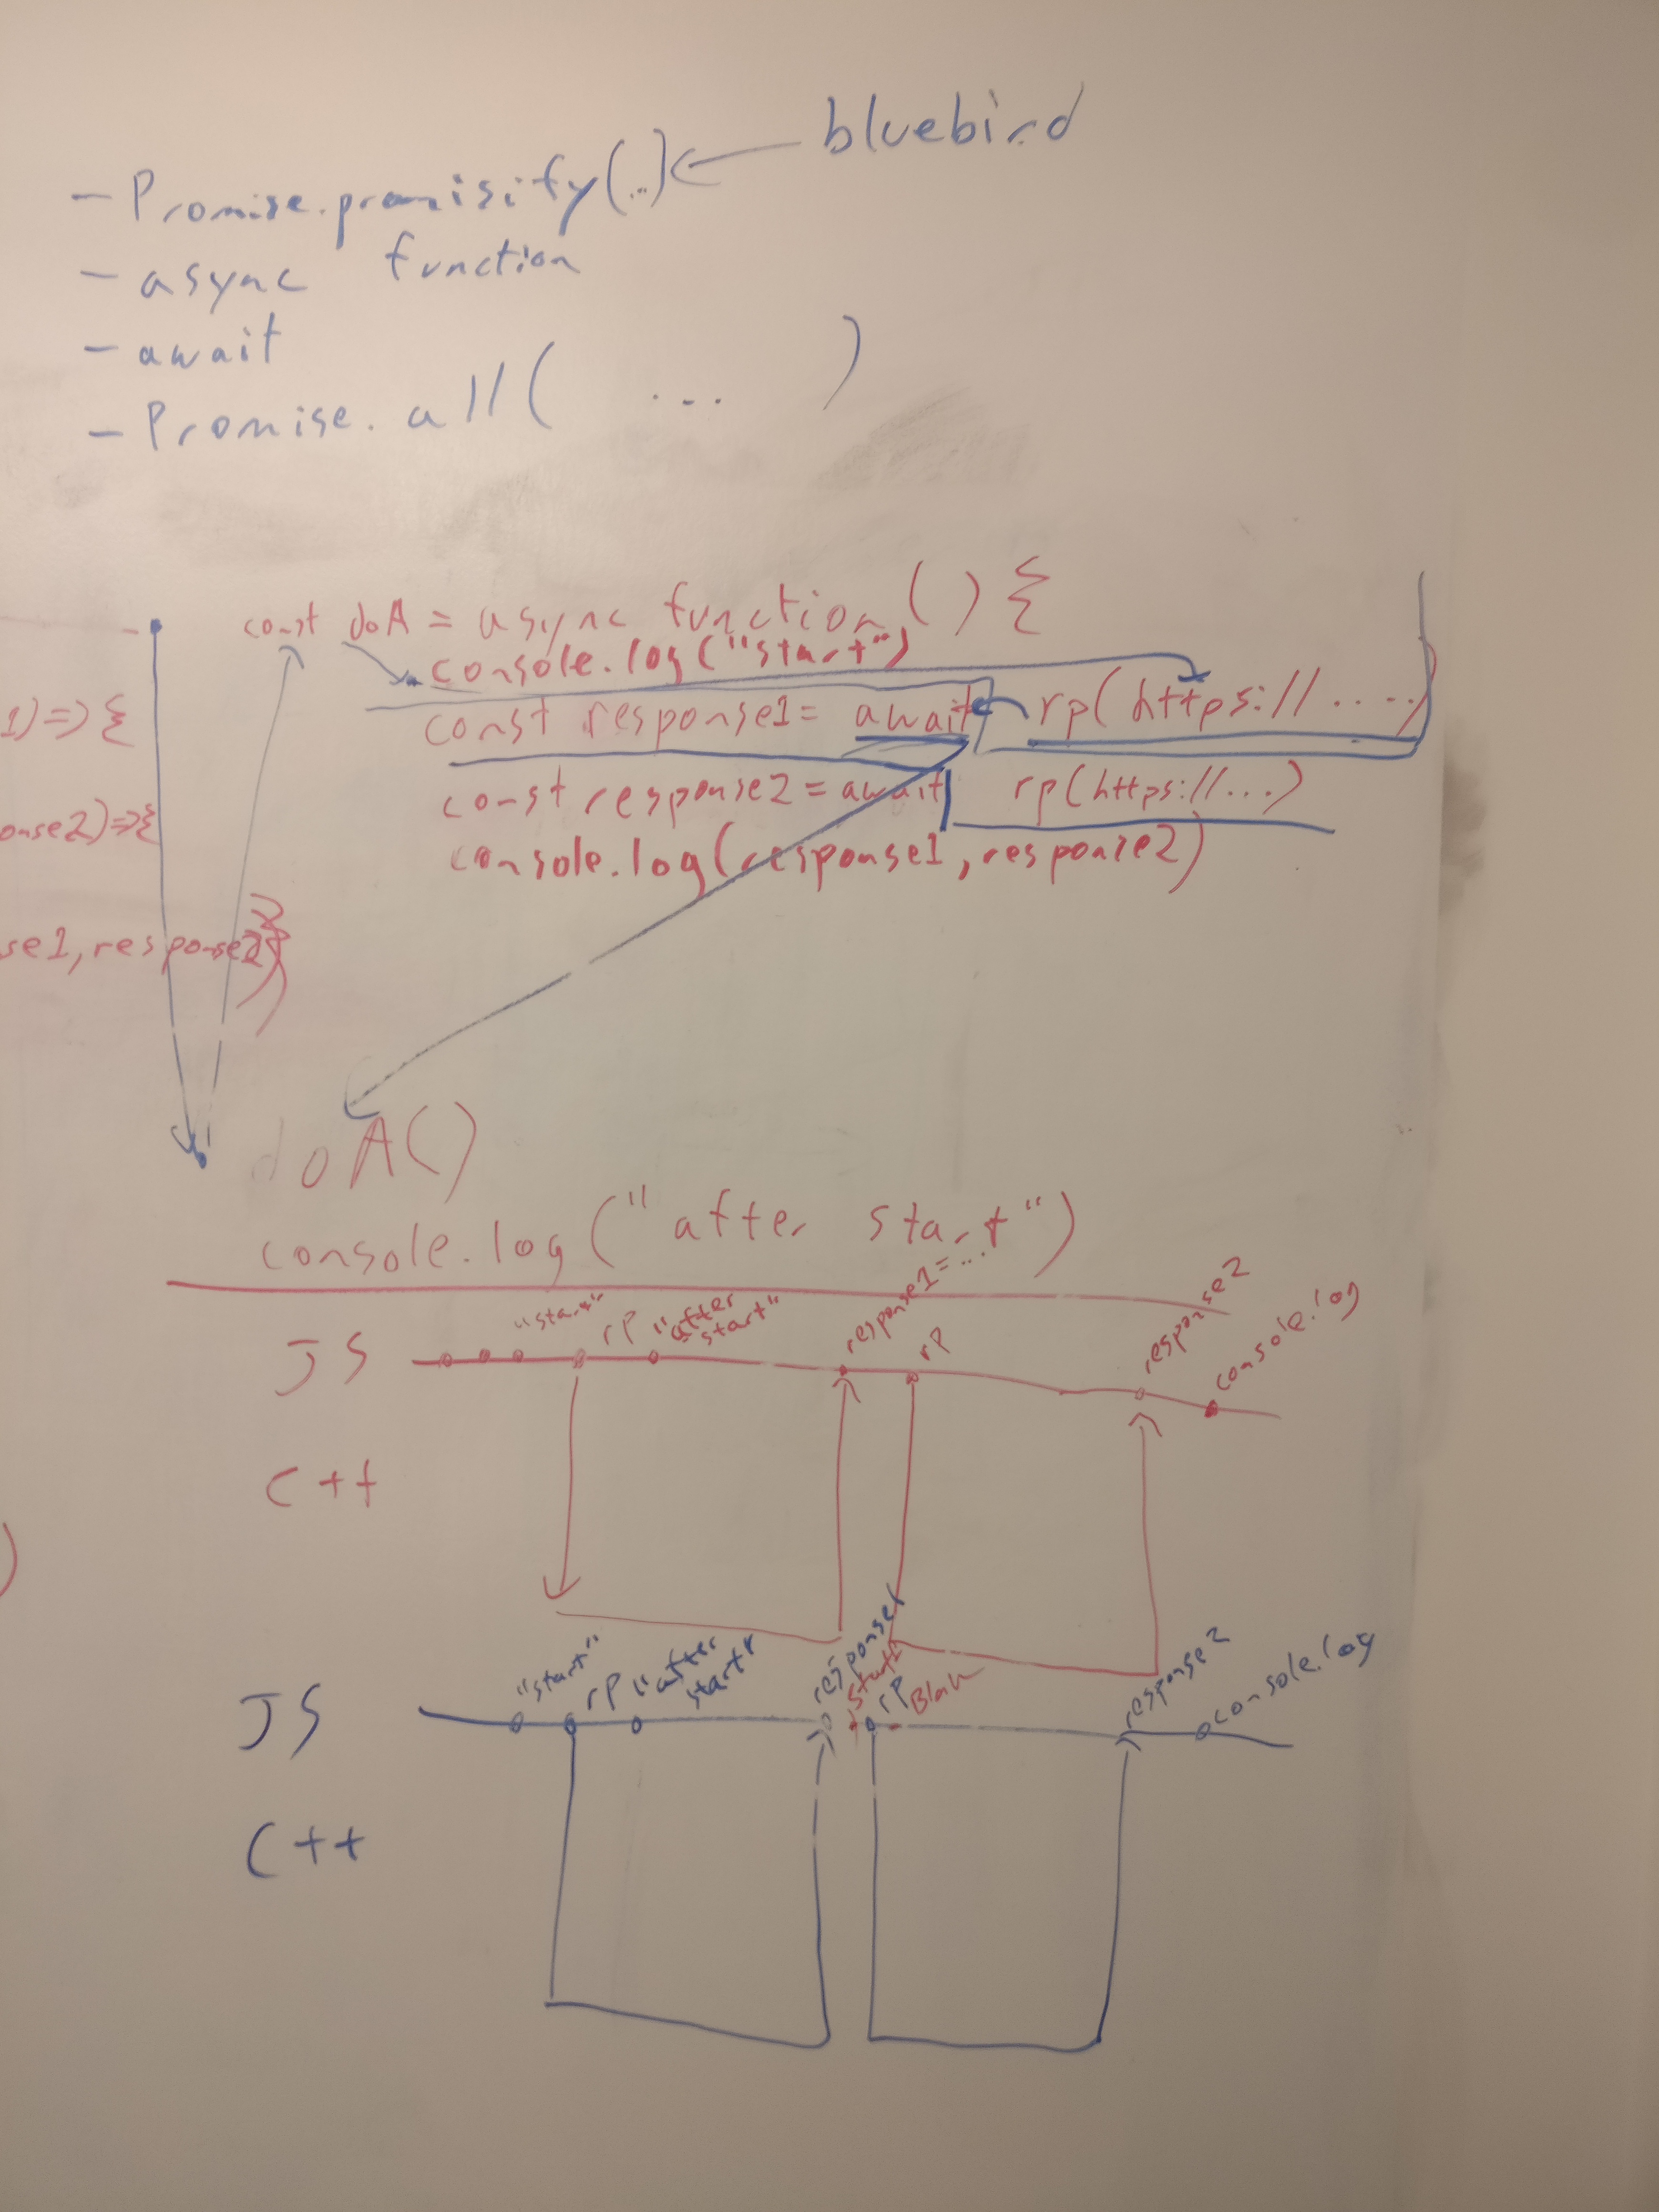 - Promise.promisify(...) bluebird
- async function
- await
- Promise.all( ... )
const doA = async function () {
console.log("start")
1) => {
const response1 = await rp(https://.....)
const response2 = await rp(https://...)
onse2) => {
console.log(response1, response2)
se1, response2)
})
doA()
console.log("after start")
JS "start" rp "after start" response1=... rp response2 console.log
C++
)
JS "start" rp "after start" response1 start2 rp Blah response2 console.log
C++